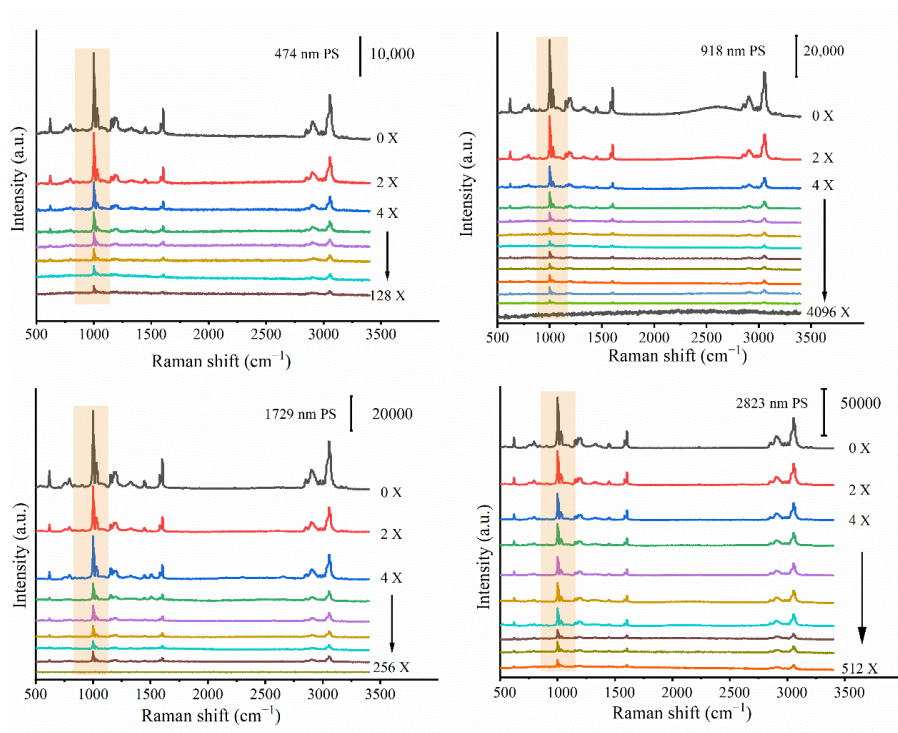 474 nm PS
10,000
0 X
2 X
4 X
128 X
Intensity (a.u.)
500 1000 1500 2000 2500 3000 3500
Raman shift (cm⁻¹)
918 nm PS
20,000
0 X
2 X
4 X
4096 X
Intensity (a.u.)
500 1000 1500 2000 2500 3000 3500
Raman shift (cm⁻¹)
1729 nm PS
20000
0 X
2 X
4 X
256 X
Intensity (a.u.)
500 1000 1500 2000 2500 3000 3500
Raman shift (cm⁻¹)
2823 nm PS
50000
0 X
2 X
4 X
512 X
Intensity (a.u.)
500 1000 1500 2000 2500 3000 3500
Raman shift (cm⁻¹)